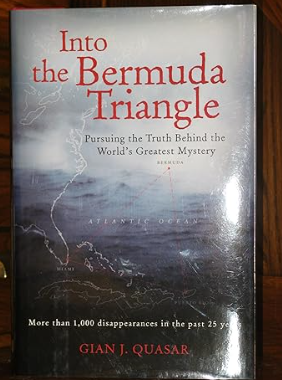 Into
the Bermuda
Triangle
Pursuing the Truth Behind the
World's Greatest Mystery
BERMUDA
ATLANTIC OCEAN
MIAMI
More than 1,000 disappearances in the past 25
GIAN J. QUASAR